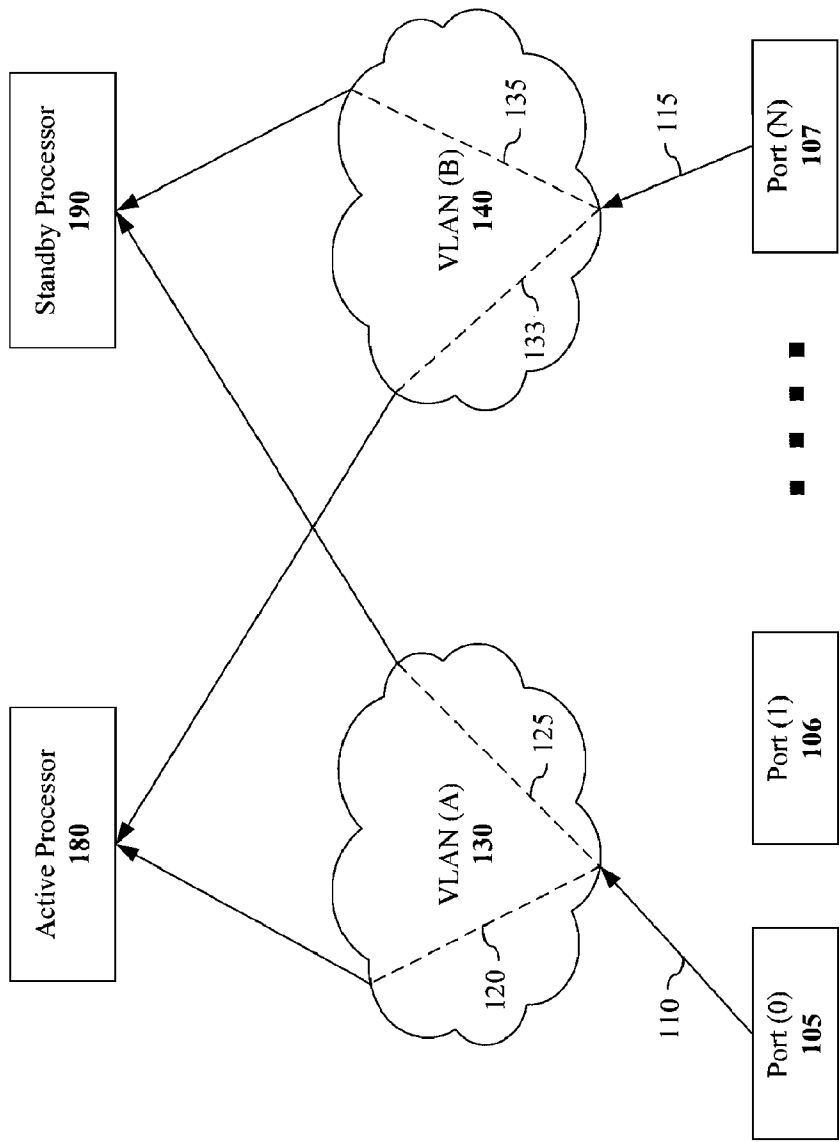 Active Processor
180
Standby Processor
190
VLAN (A)
130
VLAN (B)
140
120
125
133
135
110
115
Port (0)
105
Port (1)
106
Port (N)
107